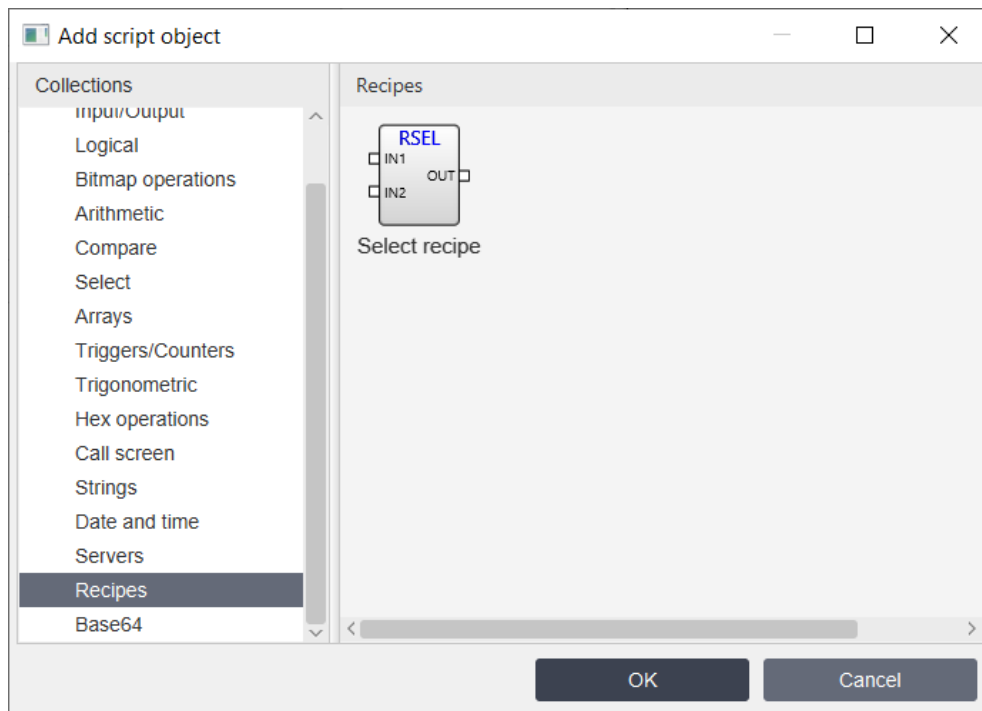 Add script object
Collections
Input/Output
Logical
Bitmap operations
Arithmetic
Compare
Select
Arrays
Triggers/Counters
Trigonometric
Hex operations
Call screen
Strings
Date and time
Servers
Recipes
Base64
Recipes
RSEL
IN1
OUT
IN2
Select recipe
OK
Cancel